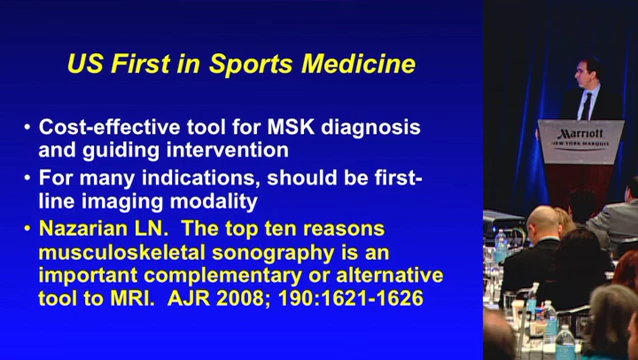 US First in Sports Medicine
• Cost-effective tool for MSK diagnosis
and guiding intervention
• For many indications, should be first-
line imaging modality
• Nazarian LN. The top ten reasons
musculoskeletal sonography is an
important complementary or alternative
tool to MRI. AJR 2008; 190:1621-1626
Marriott
NEW YORK MARQUIS